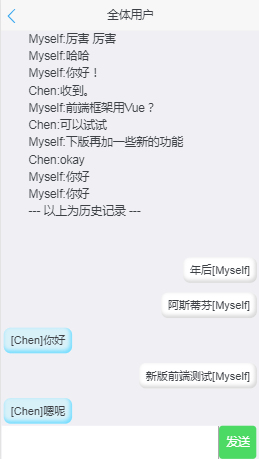 全体用户
Myself:厉害 厉害
Myself:哈哈
Myself:你好！
Chen:收到。
Myself:前端框架用Vue？
Chen:可以试试
Myself:下版再加一些新的功能
Chen:okay
Myself:你好
Myself:你好
--- 以上为历史记录 ---
年后[Myself]
阿斯蒂芬[Myself]
[Chen]你好
新版前端测试[Myself]
[Chen]嗯呢
发送